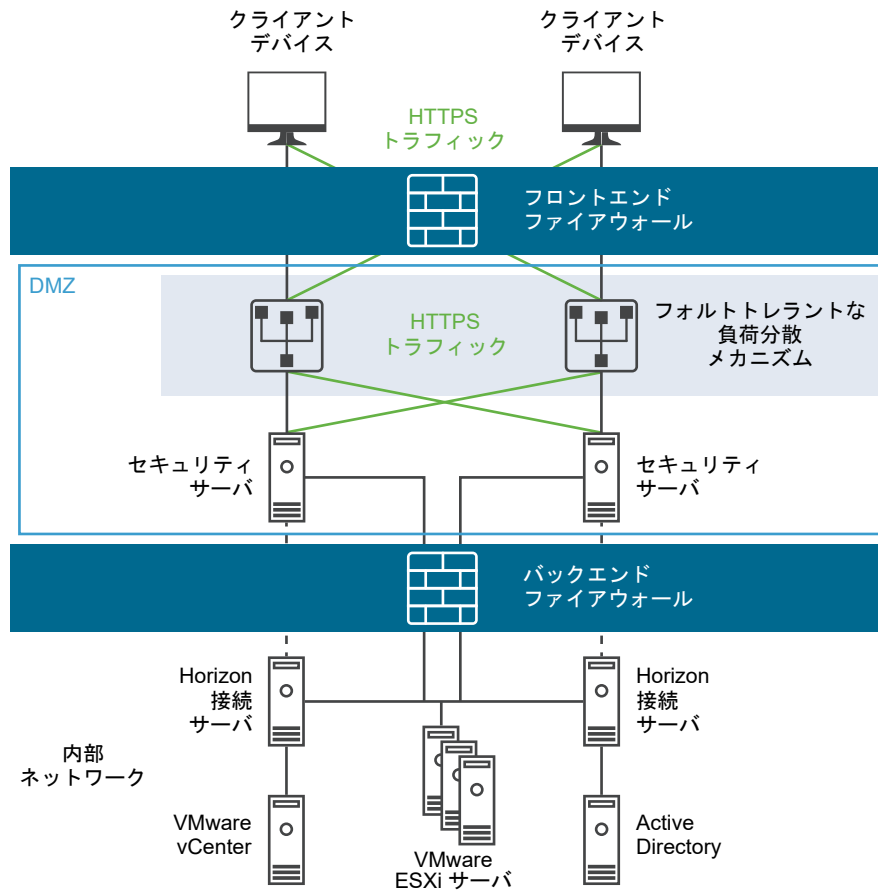 クライアント
デバイス
クライアント
デバイス
HTTPS
トラフィック
フロントエンド
ファイアウォール
DMZ
HTTPS
トラフィック
フォルトトレラントな
負荷分散
メカニズム
セキュリティ
サーバ
セキュリティ
サーバ
バックエンド
ファイアウォール
Horizon
接続
サーバ
Horizon
接続
サーバ
内部
ネットワーク
VMware
vCenter
VMware
ESXi サーバ
Active
Directory